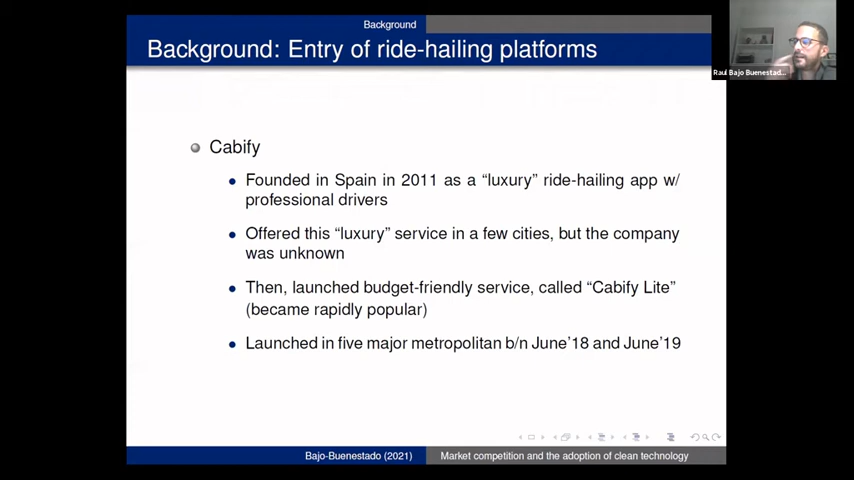 Background
Background: Entry of ride-hailing platforms
Raul Bajo Buenestad...
Cabify
Founded in Spain in 2011 as a “luxury” ride-hailing app w/
professional drivers
Offered this “luxury” service in a few cities, but the company
was unknown
Then, launched budget-friendly service, called “Cabify Lite”
(became rapidly popular)
Launched in five major metropolitan b/n June’18 and June’19
Bajo-Buenestado (2021)
Market competition and the adoption of clean technology